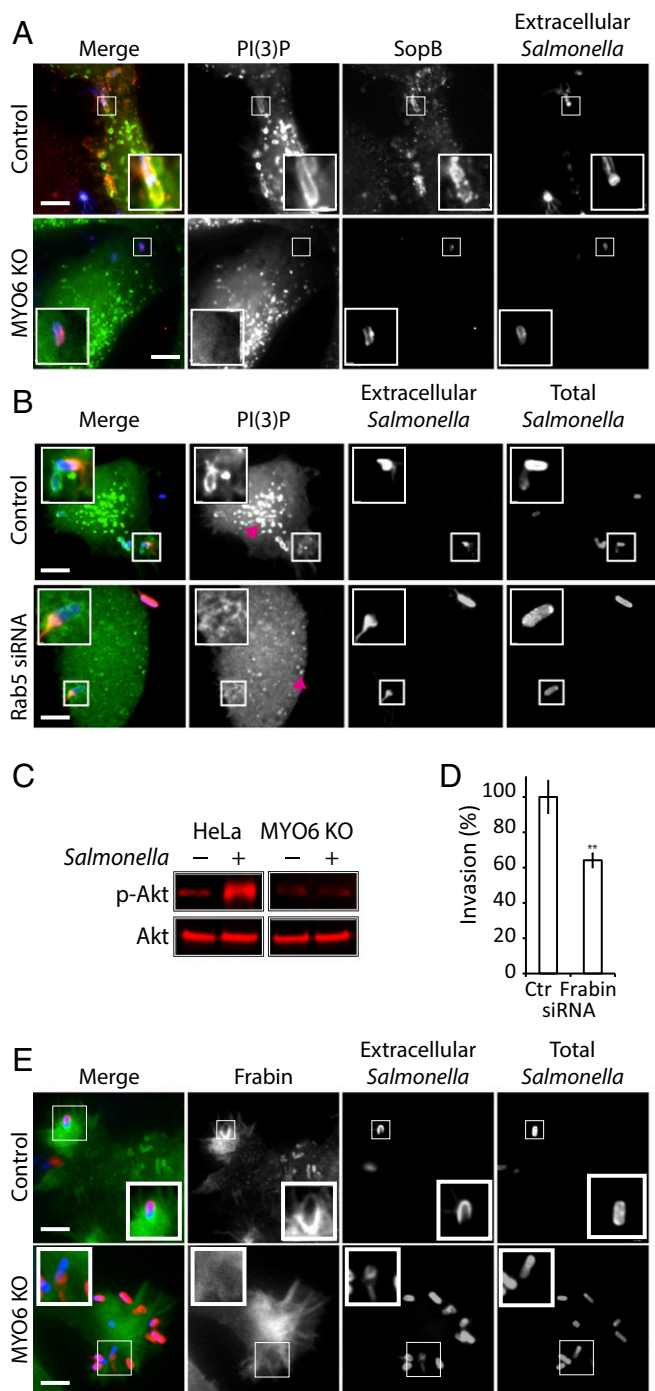 A
Merge PI(3)P SopB Extracellular
Salmonella
Control
MYO6 KO
B
Merge PI(3)P Extracellular Total
Salmonella Salmonella
Control
Rab5 siRNA
C
HeLa MYO6 KO
Salmonella − + − +
p-Akt
Akt
D
Invasion (%)
100
80
60
40
20
0
**
Ctr Frabin
siRNA
E
Merge Frabin Extracellular Total
Salmonella Salmonella
Control
MYO6 KO